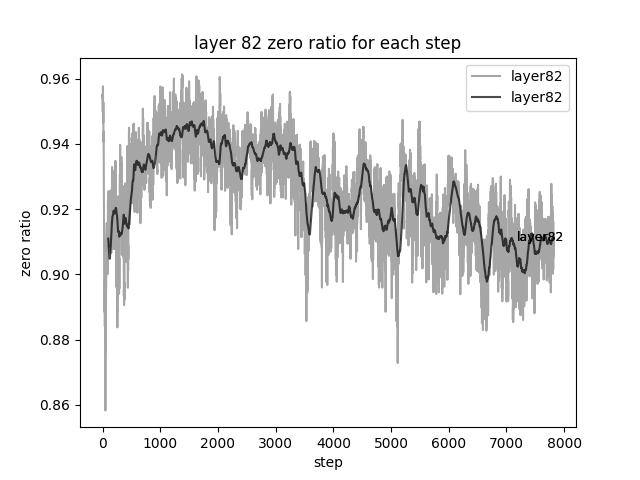 layer 82 zero ratio for each step
layer82
layer82
0.96
0.94
0.92
0.90
0.88
0.86
zero ratio
layer82
0 1000 2000 3000 4000 5000 6000 7000 8000
step